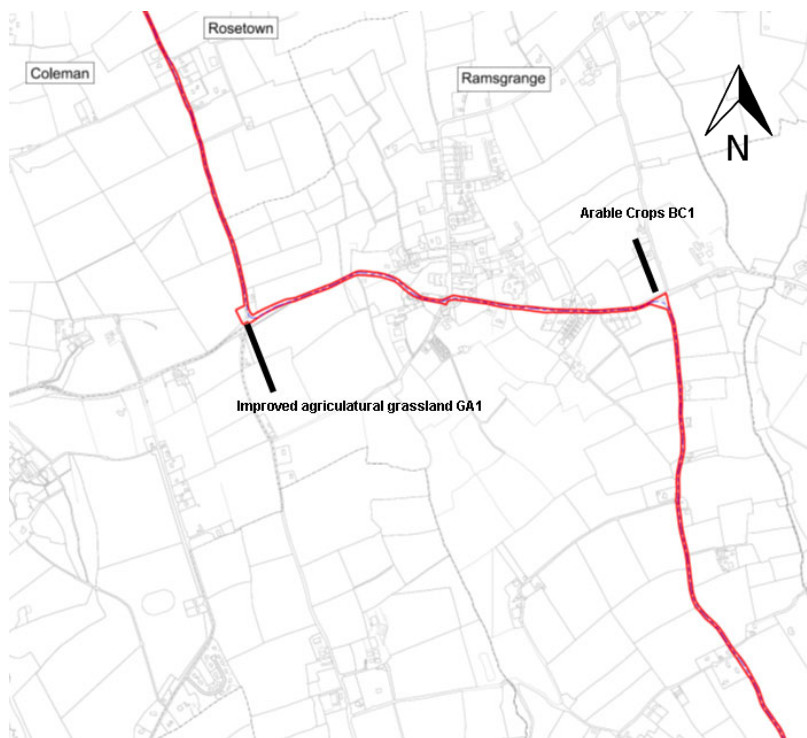 Rosetown
Coleman
Ramsgrange
N
Arable Crops BC1
Improved agriculatural grassland GA1